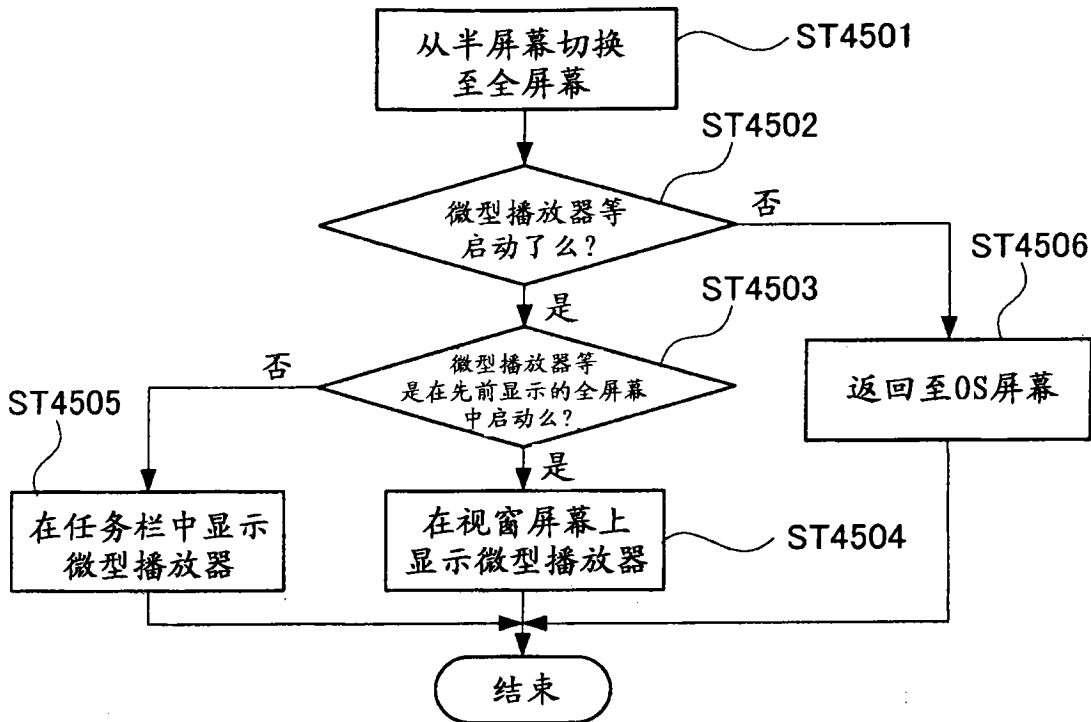 从半屏幕切换
至全屏幕
ST4501
ST4502
微型播放器等
启动了么?
否
ST4506
是
ST4503
微型播放器等
是在先前显示的全屏幕
中启动么?
否
返回至OS屏幕
ST4505
是
在任务栏中显示
微型播放器
在视窗屏幕上
显示微型播放器
ST4504
结束